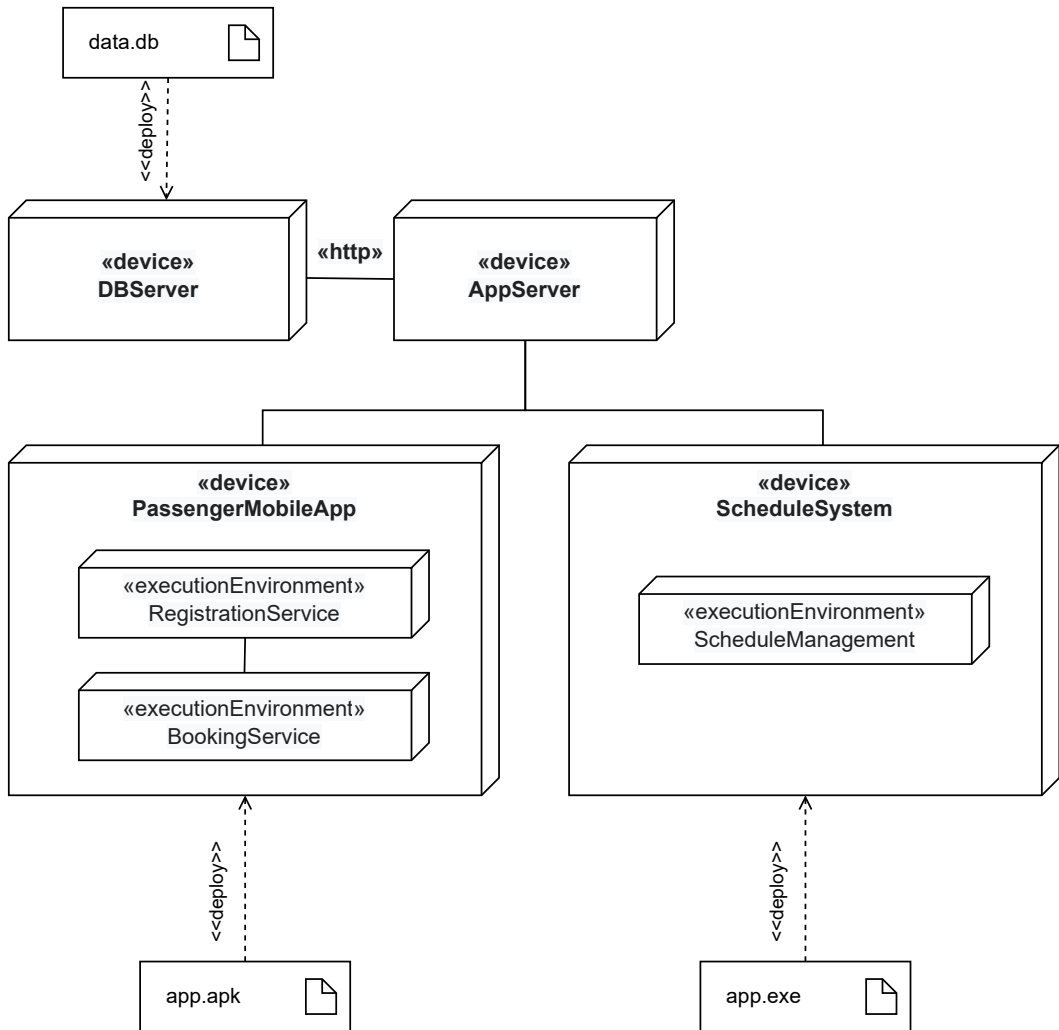 data.db
<<deploy>>
«device»
DBServer
«http»
«device»
AppServer
«device»
PassengerMobileApp
«executionEnvironment»
RegistrationService
«executionEnvironment»
BookingService
«device»
ScheduleSystem
«executionEnvironment»
ScheduleManagement
<<deploy>>
<<deploy>>
app.apk
app.exe